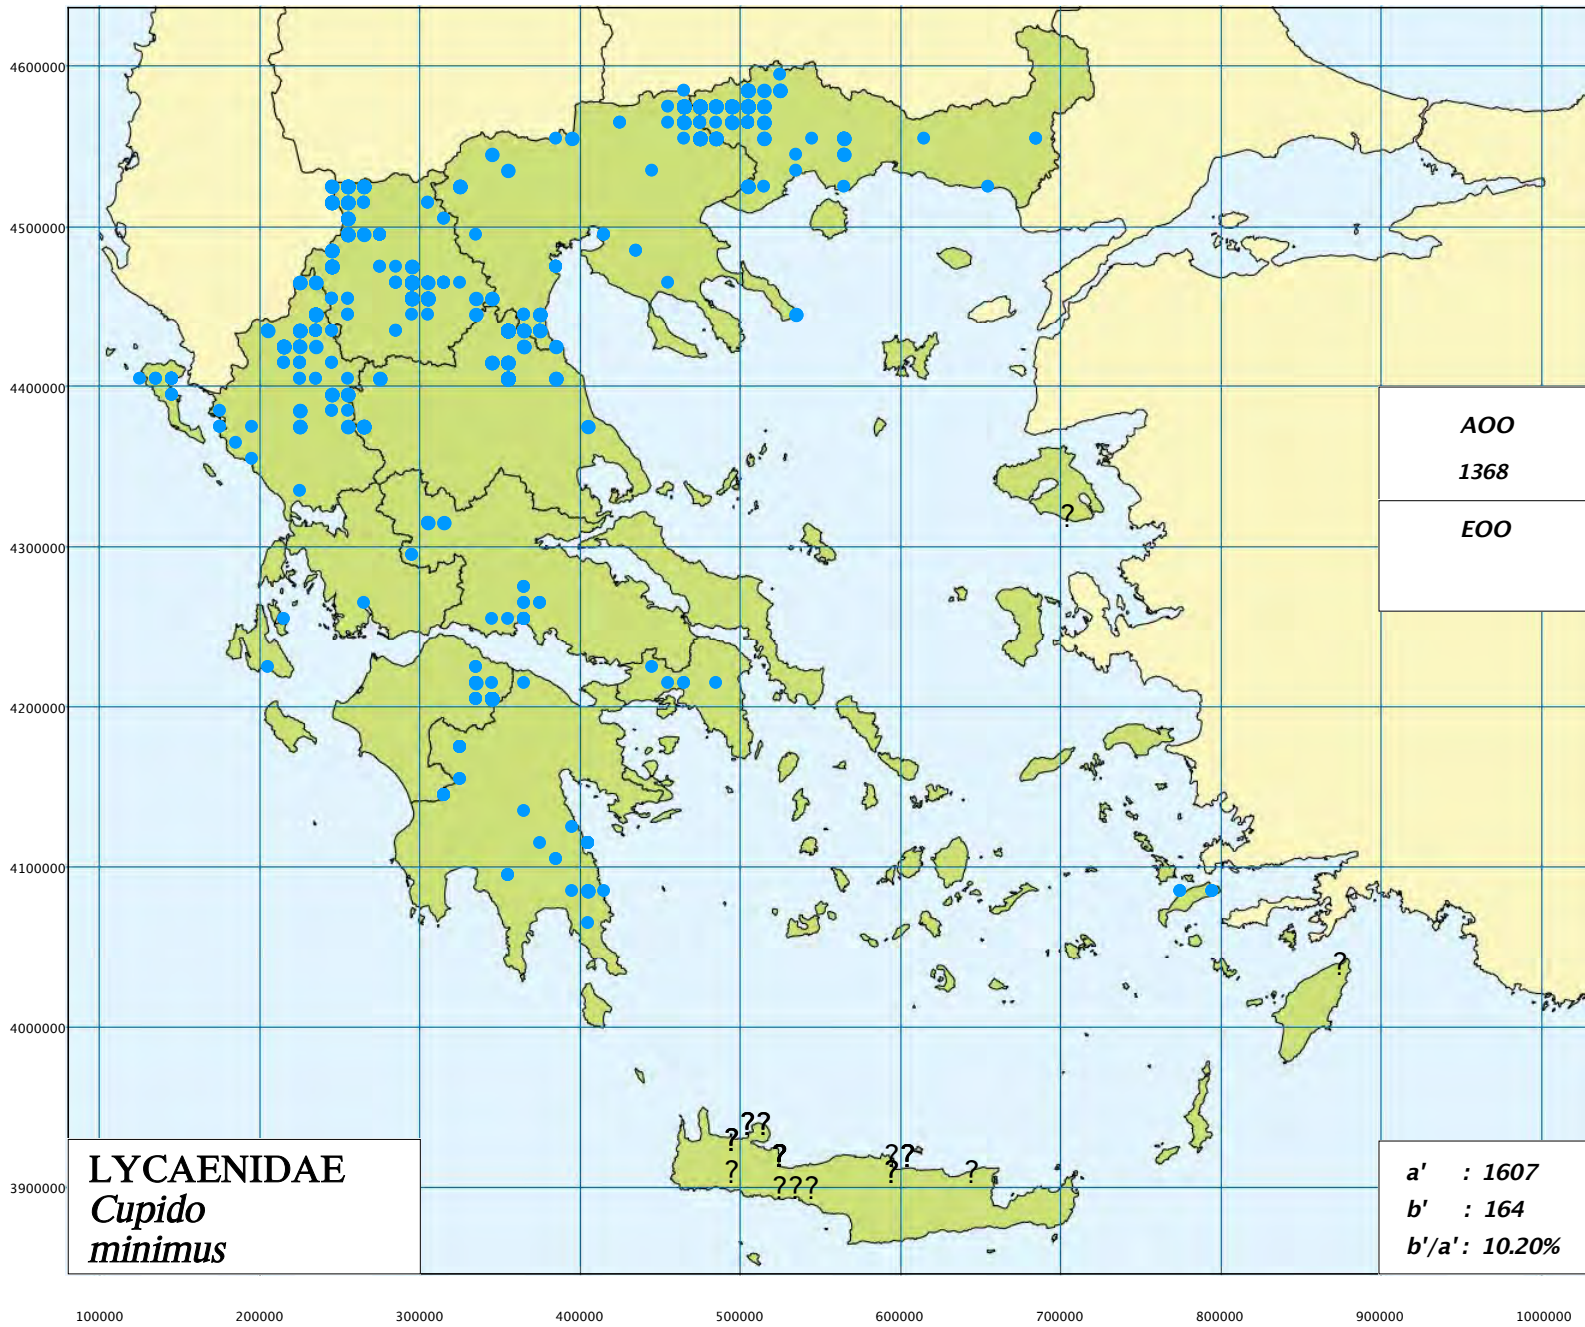 4600000
4500000
4400000
4300000
4200000
4100000
4000000
3900000
AOO
1368
EOO
?
?
? ?
? ? ? ?
? ? ? ?
? ? ?
LYCAENIDAE
Cupido
minimus
a' : 1607
b' : 164
b'/a' : 10.20%
100000 200000 300000 400000 500000 600000 700000 800000 900000 1000000